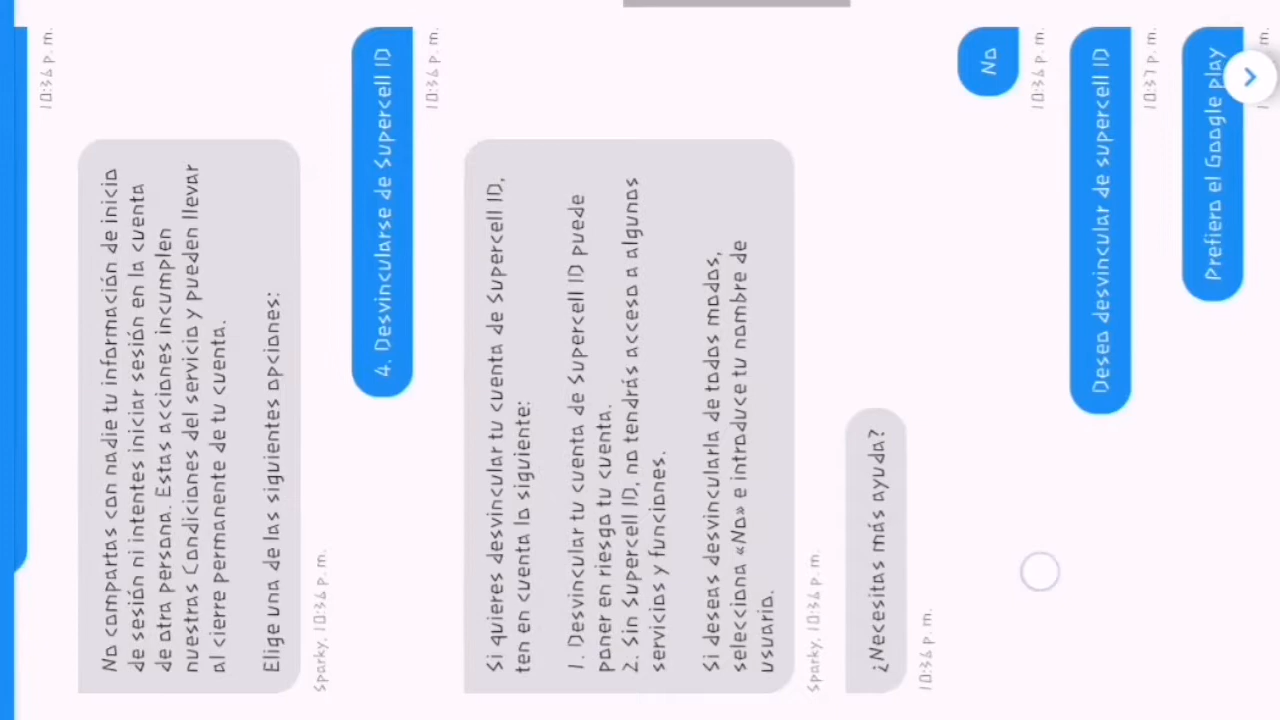 10:36 p. m.
No compartas con nadie tu información de inicio
de sesión ni intentes iniciar sesión en la cuenta
de otra persona. Estas acciones incumplen
nuestras Condiciones del servicio y pueden llevar
al cierre permanente de tu cuenta.
Elige una de las siguientes opciones:
Sparky, 10:36 p. m.
4. Desvincularse de Supercell ID
10:36 p. m.
Si quieres desvincular tu cuenta de Supercell ID,
ten en cuenta lo siguiente:
1. Desvincular tu cuenta de Supercell ID puede
poner en riesgo tu cuenta.
2. Sin Supercell ID, no tendrás acceso a algunos
servicios y funciones.
Si deseas desvincularla de todos modos,
selecciona «No» e introduce tu nombre de
usuario.
Sparky, 10:36 p. m.
¿Necesitas más ayuda?
10:36 p. m.
No
10:36 p. m.
Deseo desvincular de supercell ID
10:37 p. m.
Prefiero el Google play
m.